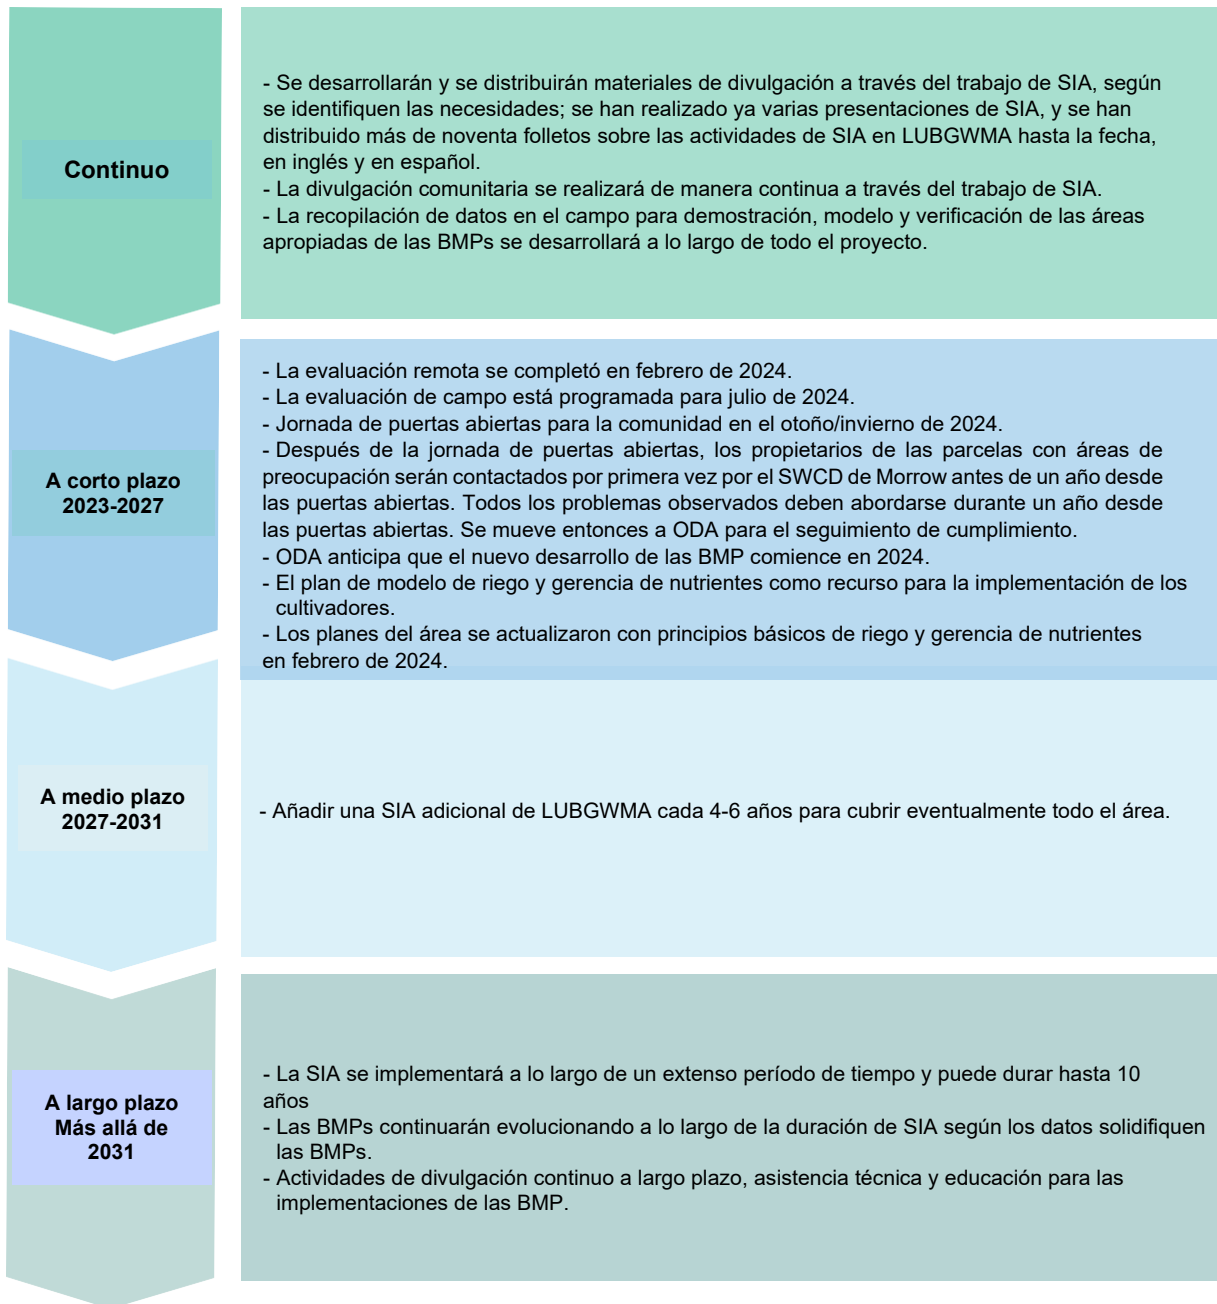 Continuo
- Se desarrollarán y se distribuirán materiales de divulgación a través del trabajo de SIA, según
se identifiquen las necesidades; se han realizado ya varias presentaciones de SIA, y se han
distribuido más de noventa folletos sobre las actividades de SIA en LUBGWMA hasta la fecha,
en inglés y en español.
- La divulgación comunitaria se realizará de manera continua a través del trabajo de SIA.
- La recopilación de datos en el campo para demostración, modelo y verificación de las áreas
apropiadas de las BMPs se desarrollará a lo largo de todo el proyecto.
A corto plazo
2023-2027
- La evaluación remota se completó en febrero de 2024.
- La evaluación de campo está programada para julio de 2024.
- Jornada de puertas abiertas para la comunidad en el otoño/invierno de 2024.
- Después de la jornada de puertas abiertas, los propietarios de las parcelas con áreas de
preocupación serán contactados por primera vez por el SWCD de Morrow antes de un año desde
las puertas abiertas. Todos los problemas observados deben abordarse durante un año desde
las puertas abiertas. Se mueve entonces a ODA para el seguimiento de cumplimiento.
- ODA anticipa que el nuevo desarrollo de las BMP comience en 2024.
- El plan de modelo de riego y gerencia de nutrientes como recurso para la implementación de los
cultivadores.
- Los planes del área se actualizaron con principios básicos de riego y gerencia de nutrientes
en febrero de 2024.
A medio plazo
2027-2031
- Añadir una SIA adicional de LUBGWMA cada 4-6 años para cubrir eventualmente todo el área.
A largo plazo
Más allá de
2031
- La SIA se implementará a lo largo de un extenso período de tiempo y puede durar hasta 10
años
- Las BMPs continuarán evolucionando a lo largo de la duración de SIA según los datos solidifiquen
las BMPs.
- Actividades de divulgación continuo a largo plazo, asistencia técnica y educación para las
implementaciones de las BMP.